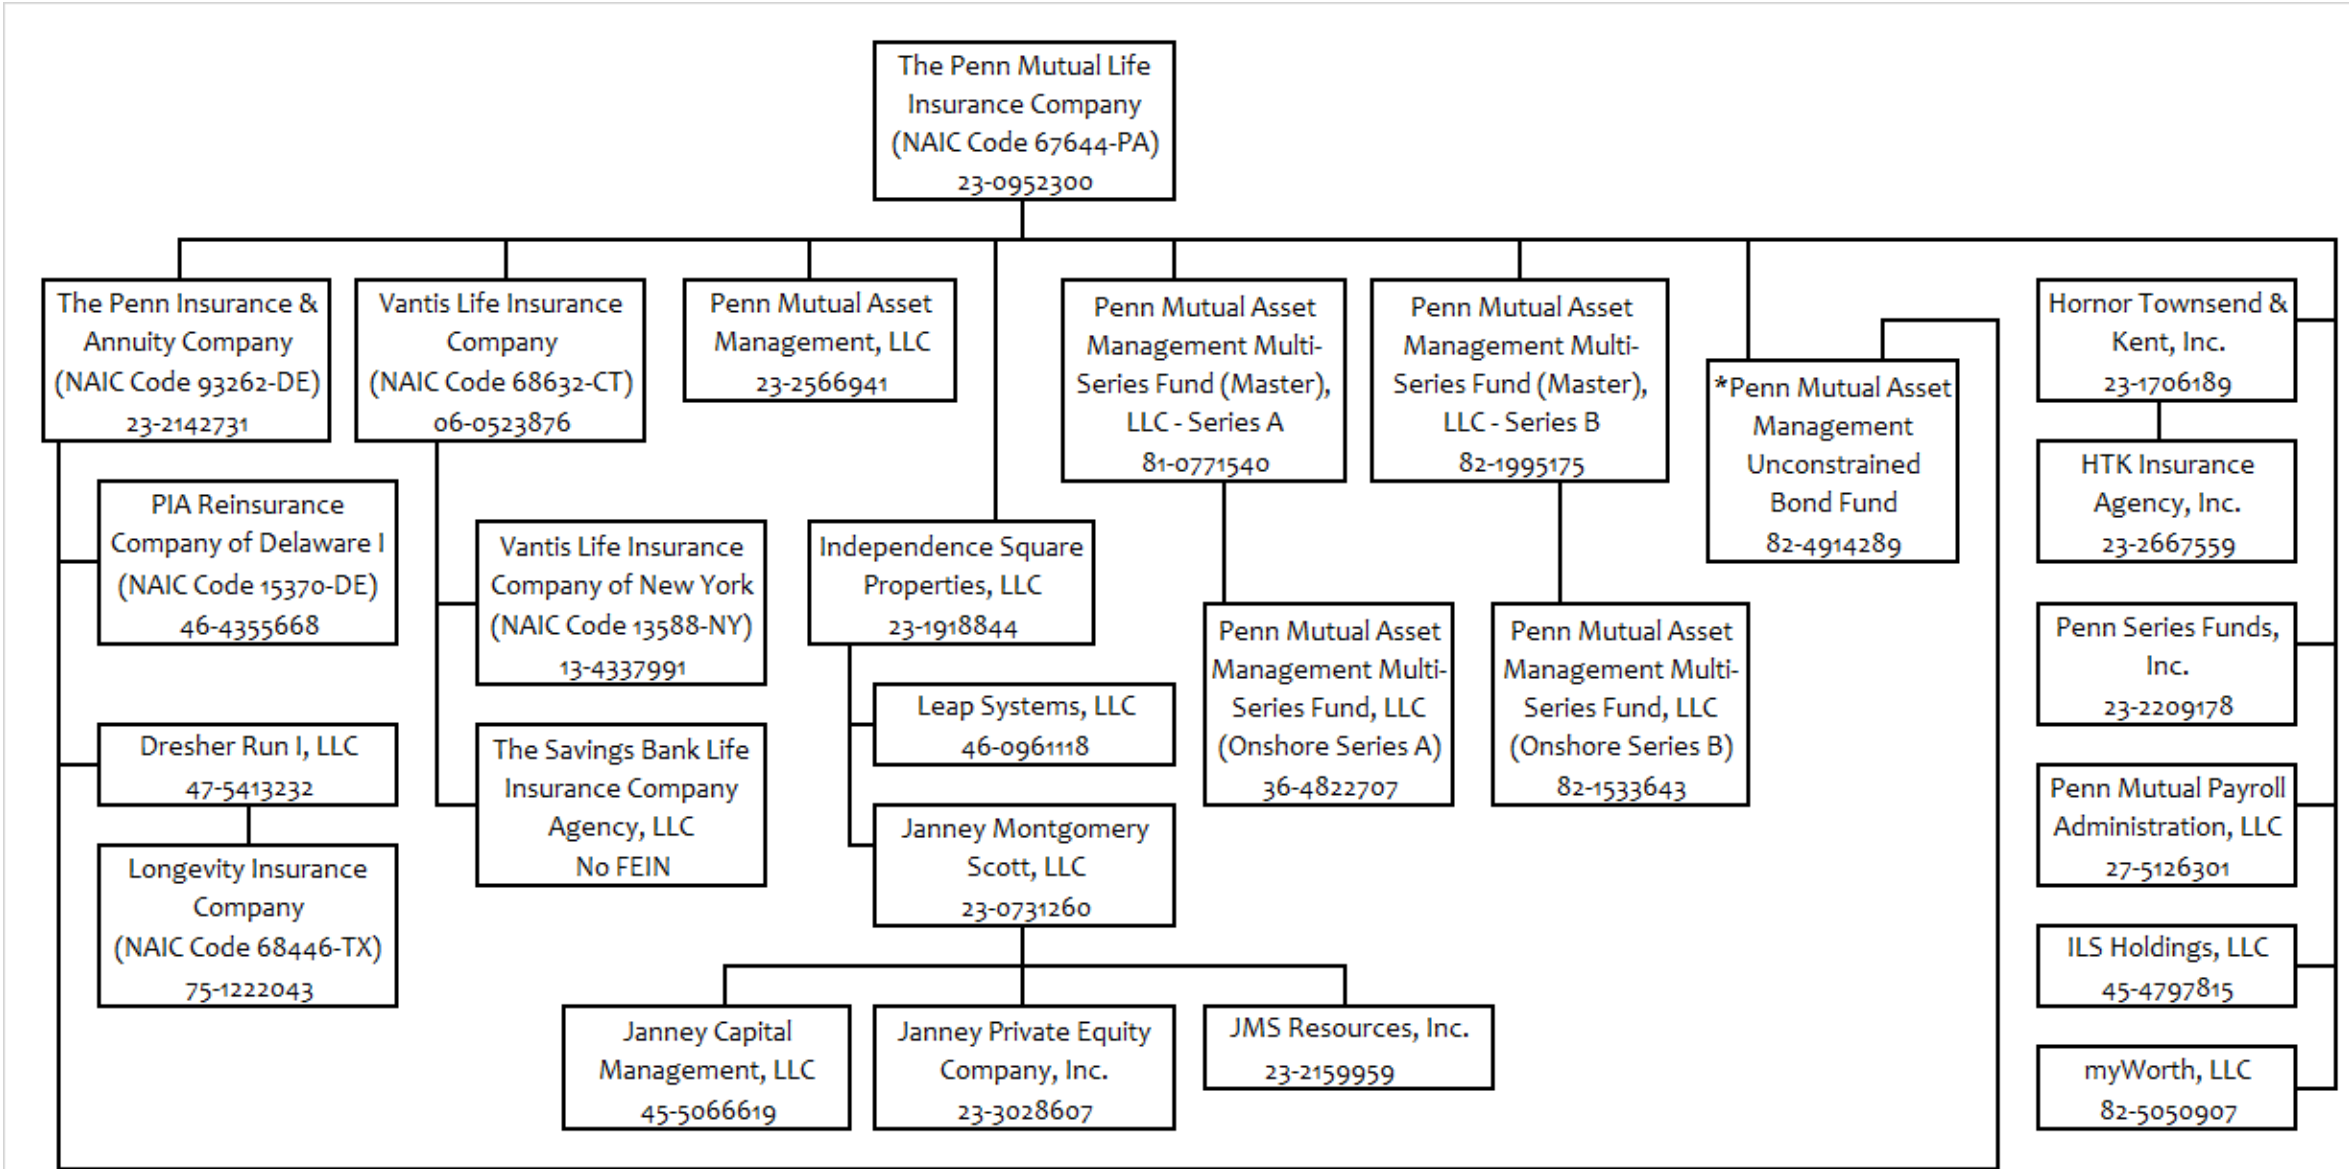 The Penn Mutual Life
Insurance Company
(NAIC Code 67644-PA)
23-0952300
The Penn Insurance &
Annuity Company
(NAIC Code 93262-DE)
23-2142731
Vantis Life Insurance
Company
(NAIC Code 68632-CT)
06-0523876
Penn Mutual Asset
Management, LLC
23-2566941
Penn Mutual Asset
Management Multi-
Series Fund (Master),
LLC - Series A
81-0771540
Penn Mutual Asset
Management Multi-
Series Fund (Master),
LLC - Series B
82-1995175
*Penn Mutual Asset
Management
Unconstrained
Bond Fund
82-4914289
Hornor Townsend &
Kent, Inc.
23-1706189
HTK Insurance
Agency, Inc.
23-2667559
PIA Reinsurance
Company of Delaware I
(NAIC Code 15370-DE)
46-4355668
Vantis Life Insurance
Company of New York
(NAIC Code 13588-NY)
13-4337991
Independence Square
Properties, LLC
23-1918844
Penn Mutual Asset
Management Multi-
Series Fund, LLC
(Onshore Series A)
36-4822707
Penn Mutual Asset
Management Multi-
Series Fund, LLC
(Onshore Series B)
82-1533643
Penn Series Funds,
Inc.
23-2209178
Dresher Run I, LLC
47-5413232
The Savings Bank Life
Insurance Company
Agency, LLC
No FEIN
Leap Systems, LLC
46-0961118
Penn Mutual Payroll
Administration, LLC
27-5126301
Longevity Insurance
Company
(NAIC Code 68446-TX)
75-1222043
Janney Montgomery
Scott, LLC
23-0731260
ILS Holdings, LLC
45-4797815
Janney Capital
Management, LLC
45-5066619
Janney Private Equity
Company, Inc.
23-3028607
JMS Resources, Inc.
23-2159959
myWorth, LLC
82-5050907